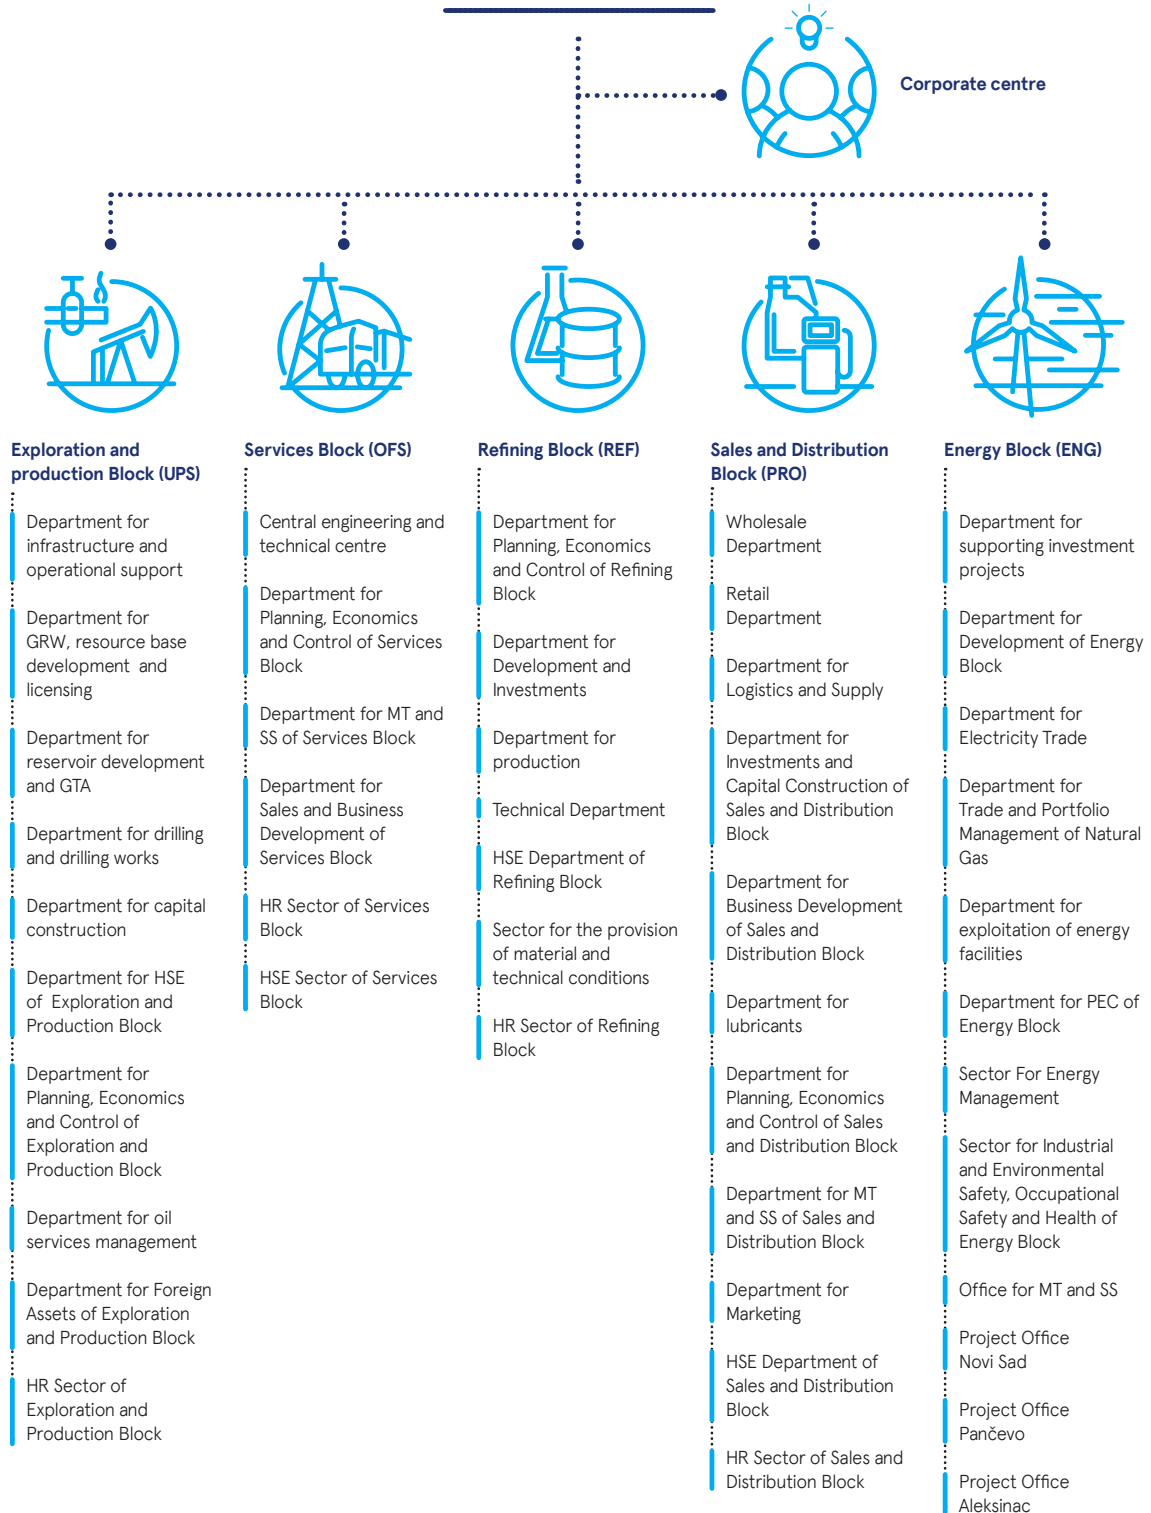 Corporate centre
Exploration and
production Block (UPS)
Department for
infrastructure and
operational support
Department for
GRW, resource base
development and
licensing
Department for
reservoir development
and GTA
Department for drilling
and drilling works
Department for capital
construction
Department for HSE
of Exploration and
Production Block
Department for
Planning, Economics
and Control of
Exploration and
Production Block
Department for oil
services management
Department for Foreign
Assets of Exploration
and Production Block
HR Sector of
Exploration and
Production Block
Services Block (OFS)
Central engineering and
technical centre
Department for
Planning, Economics
and Control of Services
Block
Department for MT and
SS of Services Block
Department for
Sales and Business
Development of
Services Block
HR Sector of Services
Block
HSE Sector of Services
Block
Refining Block (REF)
Department for
Planning, Economics
and Control of Refining
Block
Department for
Development and
Investments
Department for
production
Technical Department
HSE Department of
Refining Block
Sector for the provision
of material and
technical conditions
HR Sector of Refining
Block
Sales and Distribution
Block (PRO)
Wholesale
Department
Retail
Department
Department for
Logistics and Supply
Department for
Investments and
Capital Construction of
Sales and Distribution
Block
Department for
Business Development
of Sales and
Distribution Block
Department for
lubricants
Department for
Planning, Economics
and Control of Sales
and Distribution Block
Department for MT
and SS of Sales and
Distribution Block
Department for
Marketing
HSE Department of
Sales and Distribution
Block
HR Sector of Sales and
Distribution Block
Energy Block (ENG)
Department for
supporting investment
projects
Department for
Development of Energy
Block
Department for
Electricity Trade
Department for
Trade and Portfolio
Management of Natural
Gas
Department for
exploitation of energy
facilities
Department for PEC of
Energy Block
Sector For Energy
Management
Sector for Industrial
and Environmental
Safety, Occupational
Safety and Health of
Energy Block
Office for MT and SS
Project Office
Novi Sad
Project Office
Pančevo
Project Office
Aleksinac